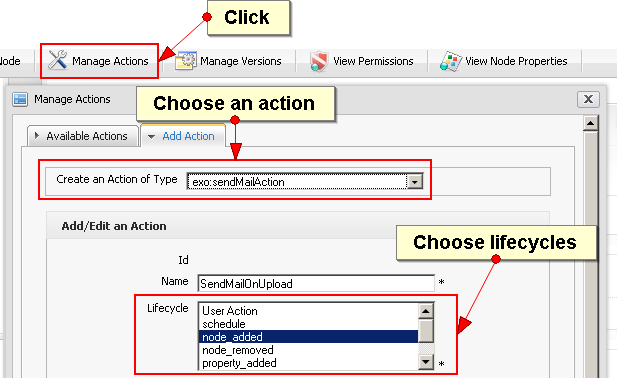 Click
Node Manage Actions Manage Versions View Permissions View Node Properties
Manage Actions
Choose an action
Available Actions Add Action
Create an Action of Type exo:sendMailAction
Add/Edit an Action
Choose lifecycles
Id
Name SendMailOnUpload *
Lifecycle User Action
schedule
node_added
node_removed
property_added *